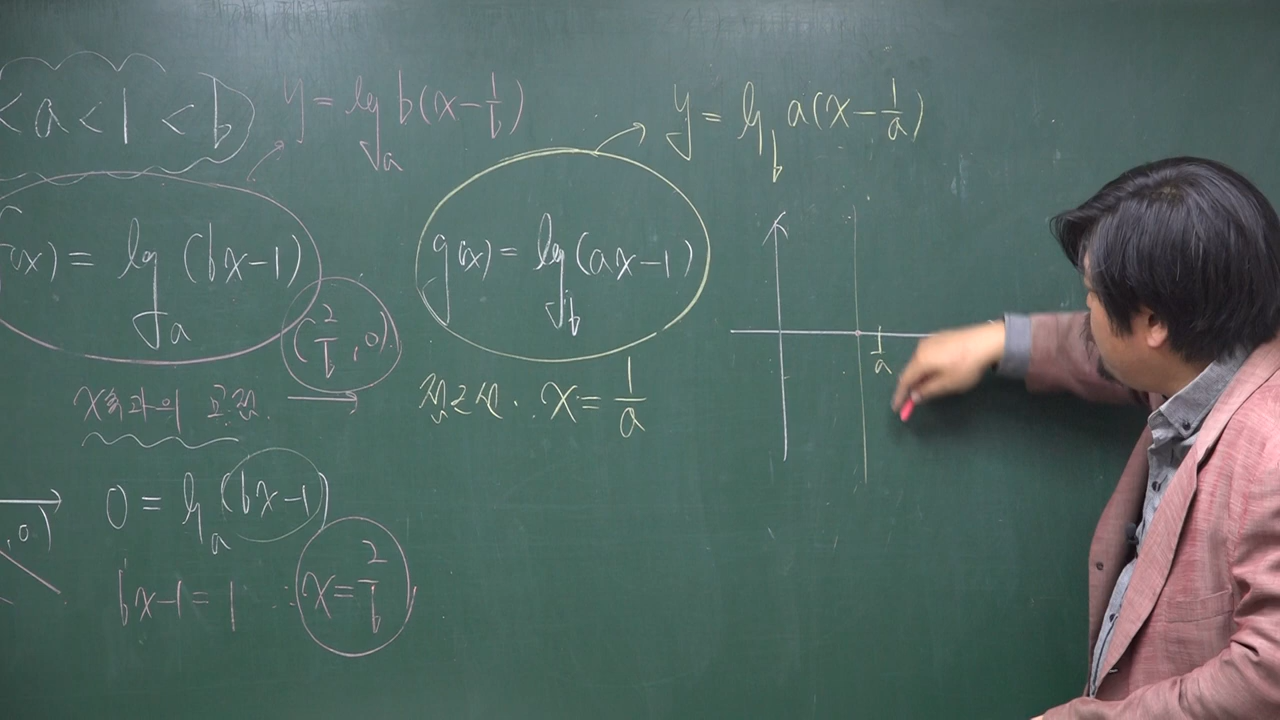 < a < 1 < b
y = log_a b(x - 1/b)
y = log_b a(x - 1/a)
f(x) = log_a (bx-1)
(2/b, 0)
g(x) = log_b (ax-1)
x축과의 교점
점근선. x = 1/a
1/a
0 = log_a (bx-1)
, 0)
bx-1 = 1 ∴ x = 2/b